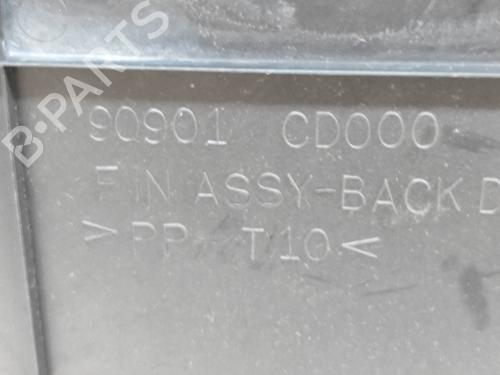 90901 CD000
FIN ASSY-BACK D
>PP-T10<
B-PARTS